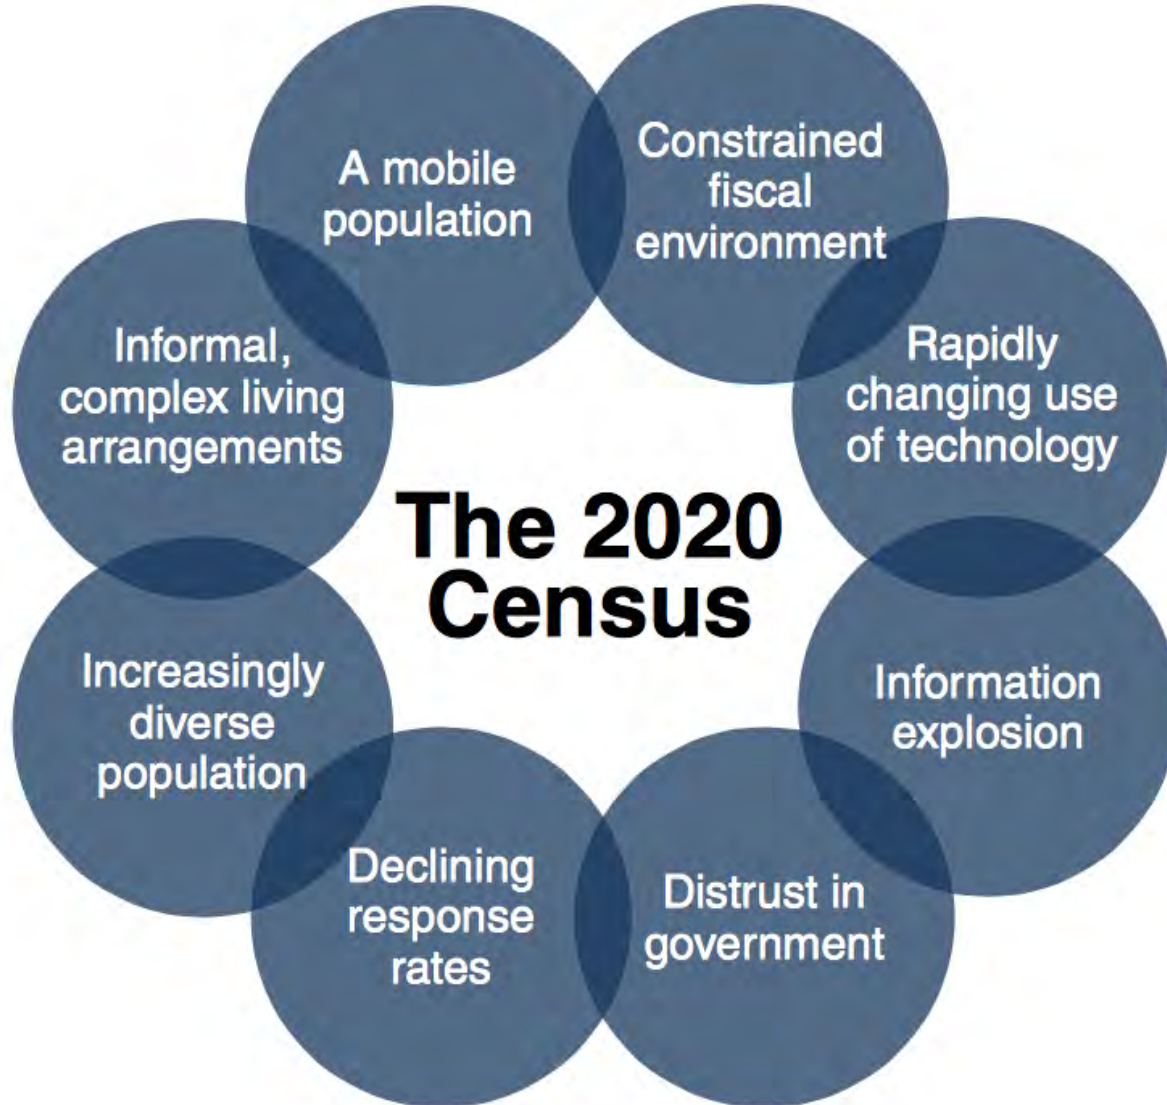 A mobile
population
Constrained
fiscal
environment
Rapidly
changing use
of technology
Information
explosion
Distrust in
government
Declining
response
rates
Increasingly
diverse
population
Informal,
complex living
arrangements
The 2020
Census